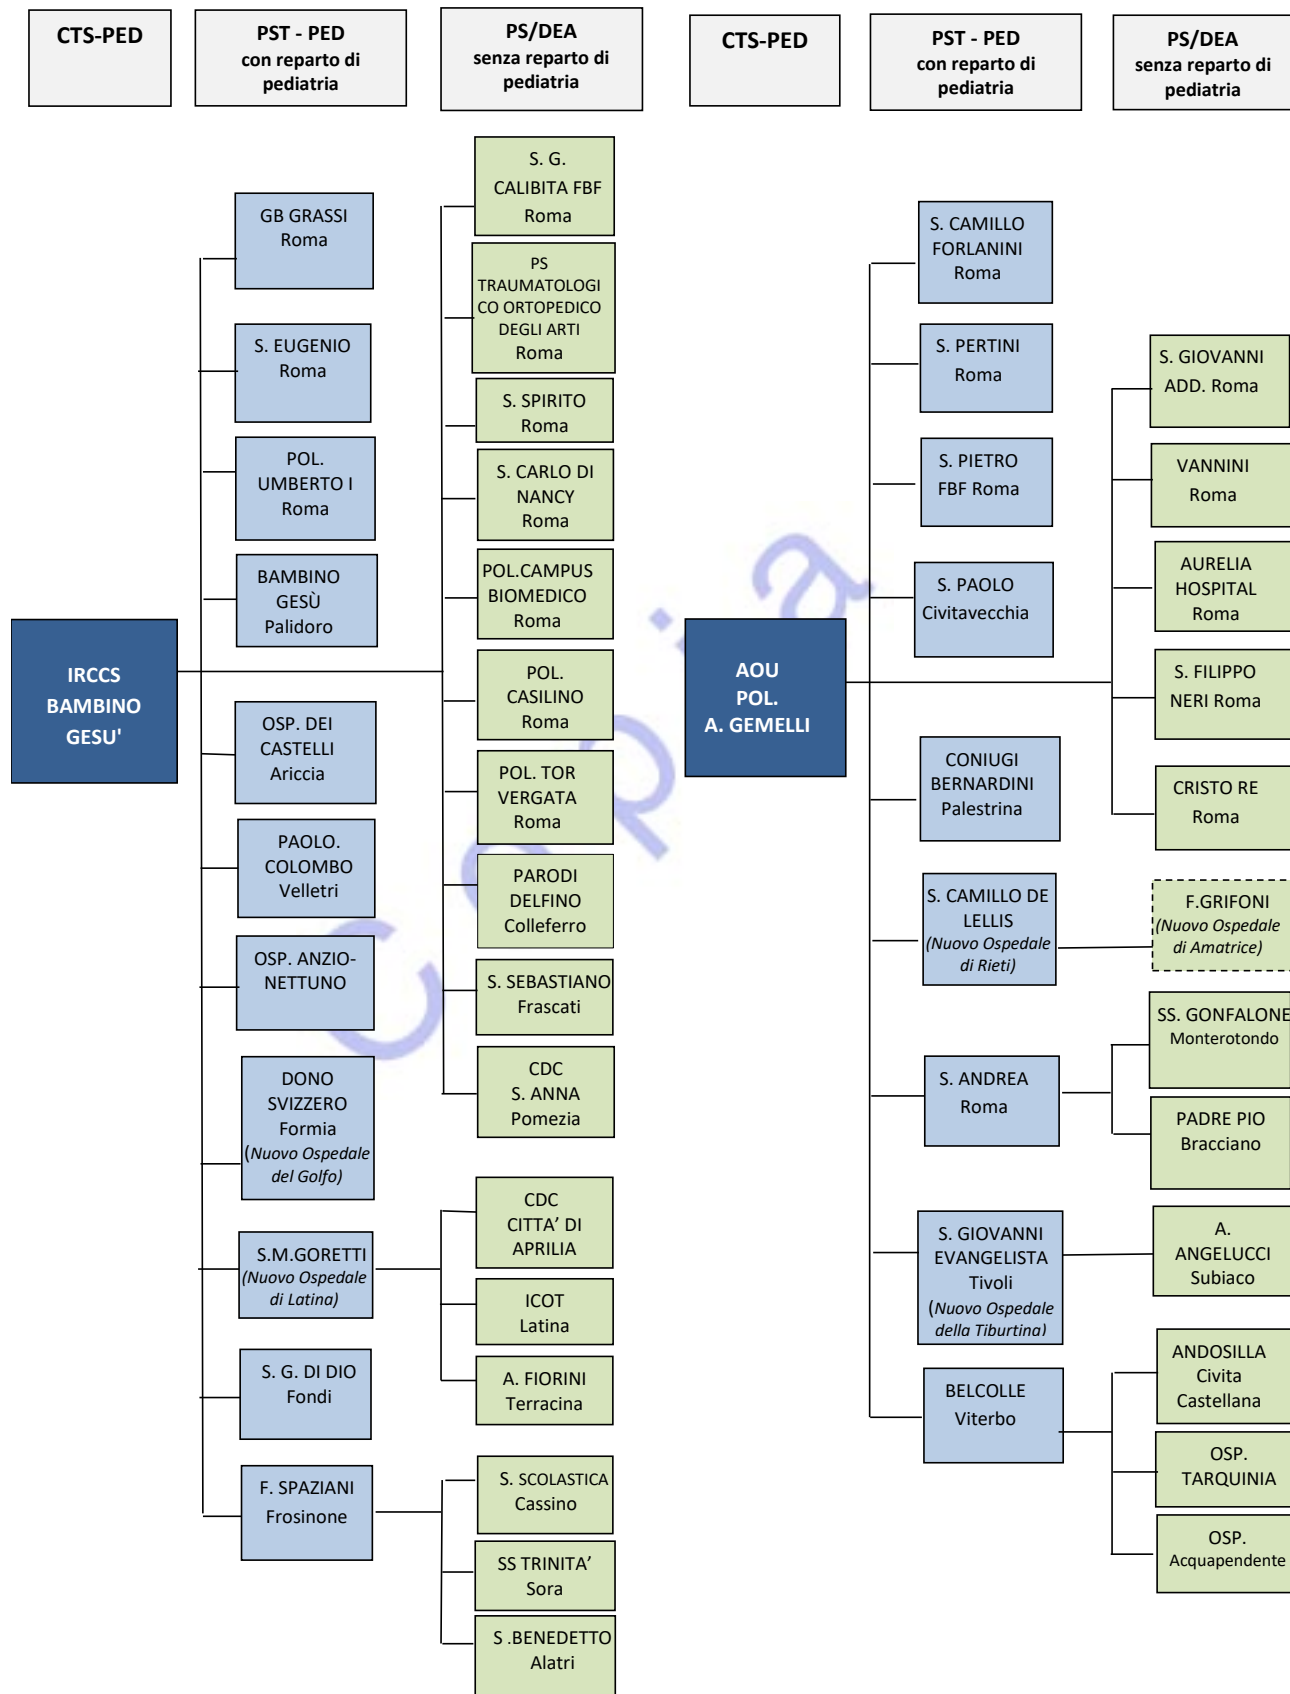 CTS-PED
PST - PED
con reparto di
pediatria
PS/DEA
senza reparto di
pediatria
IRCCS
BAMBINO
GESU'
GB GRASSI
Roma
S. EUGENIO
Roma
POL.
UMBERTO I
Roma
BAMBINO
GESÙ
Palidoro
OSP. DEI
CASTELLI
Ariccia
PAOLO.
COLOMBO
Velletri
OSP. ANZIO-
NETTUNO
DONO
SVIZZERO
Formia
(Nuovo Ospedale
del Golfo)
S.M.GORETTI
(Nuovo Ospedale
di Latina)
S. G. DI DIO
Fondi
F. SPAZIANI
Frosinone
S. G.
CALIBITA FBF
Roma
PS
TRAUMATOLOGI
CO ORTOPEDICO
DEGLI ARTI
Roma
S. SPIRITO
Roma
S. CARLO DI
NANCY
Roma
POL.CAMPUS
BIOMEDICO
Roma
POL.
CASILINO
Roma
POL. TOR
VERGATA
Roma
PARODI
DELFINO
Colleferro
S. SEBASTIANO
Frascati
CDC
S. ANNA
Pomezia
CDC
CITTA’ DI
APRILIA
ICOT
Latina
A. FIORINI
Terracina
S. SCOLASTICA
Cassino
SS TRINITA’
Sora
S .BENEDETTO
Alatri
CTS-PED
PST - PED
con reparto di
pediatria
PS/DEA
senza reparto di
pediatria
AOU
POL.
A. GEMELLI
S. CAMILLO
FORLANINI
Roma
S. PERTINI
Roma
S. PIETRO
FBF Roma
S. PAOLO
Civitavecchia
CONIUGI
BERNARDINI
Palestrina
S. CAMILLO DE
LELLIS
(Nuovo Ospedale
di Rieti)
S. ANDREA
Roma
S. GIOVANNI
EVANGELISTA
Tivoli
(Nuovo Ospedale
della Tiburtina)
BELCOLLE
Viterbo
S. GIOVANNI
ADD. Roma
VANNINI
Roma
AURELIA
HOSPITAL
Roma
S. FILIPPO
NERI Roma
CRISTO RE
Roma
F.GRIFONI
(Nuovo Ospedale
di Amatrice)
SS. GONFALONE
Monterotondo
PADRE PIO
Bracciano
A.
ANGELUCCI
Subiaco
ANDOSILLA
Civita
Castellana
OSP.
TARQUINIA
OSP.
Acquapendente
Copia